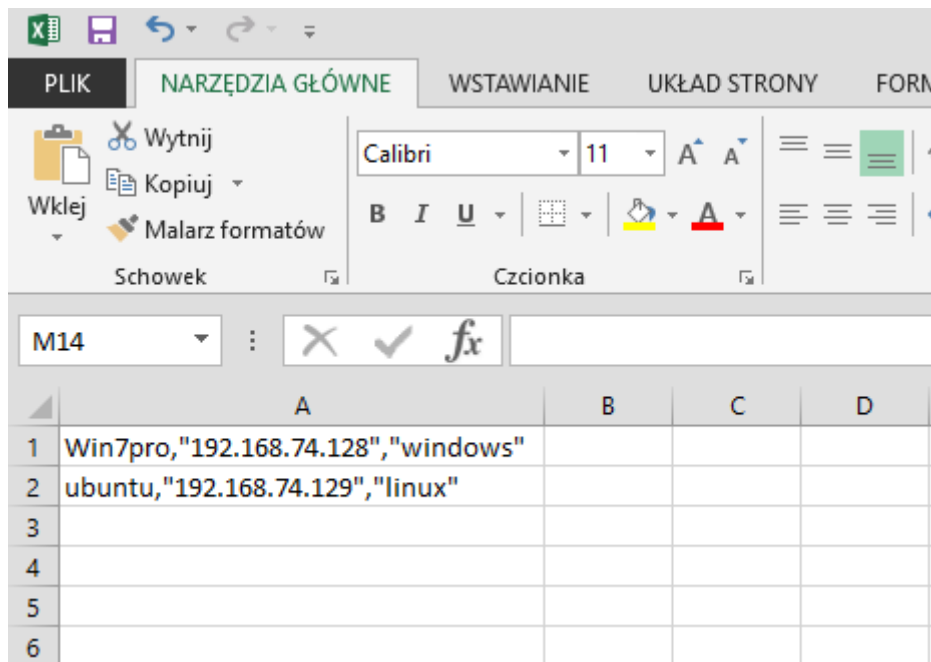 PLIK NARZĘDZIA GŁÓWNE WSTAWIANIE UKŁAD STRONY FORM
Wklej
Wytnij
Kopiuj
Malarz formatów
Schowek
Calibri 11 A A
B I U A
Czcionka
M14 fx
A B C D
1 Win7pro,"192.168.74.128","windows"
2 ubuntu,"192.168.74.129","linux"
3
4
5
6